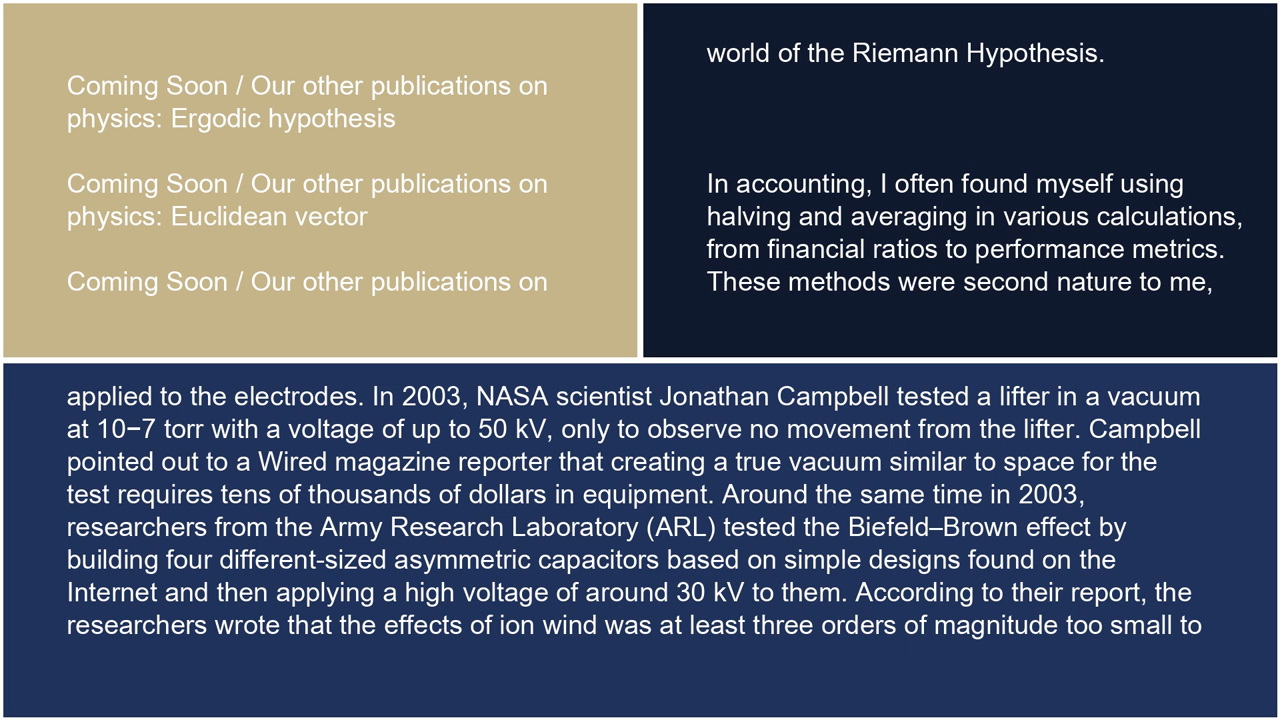 Coming Soon / Our other publications on
physics: Ergodic hypothesis
Coming Soon / Our other publications on
physics: Euclidean vector
Coming Soon / Our other publications on
world of the Riemann Hypothesis.
In accounting, I often found myself using
halving and averaging in various calculations,
from financial ratios to performance metrics.
These methods were second nature to me,
applied to the electrodes. In 2003, NASA scientist Jonathan Campbell tested a lifter in a vacuum
at 10−7 torr with a voltage of up to 50 kV, only to observe no movement from the lifter. Campbell
pointed out to a Wired magazine reporter that creating a true vacuum similar to space for the
test requires tens of thousands of dollars in equipment. Around the same time in 2003,
researchers from the Army Research Laboratory (ARL) tested the Biefeld–Brown effect by
building four different-sized asymmetric capacitors based on simple designs found on the
Internet and then applying a high voltage of around 30 kV to them. According to their report, the
researchers wrote that the effects of ion wind was at least three orders of magnitude too small to